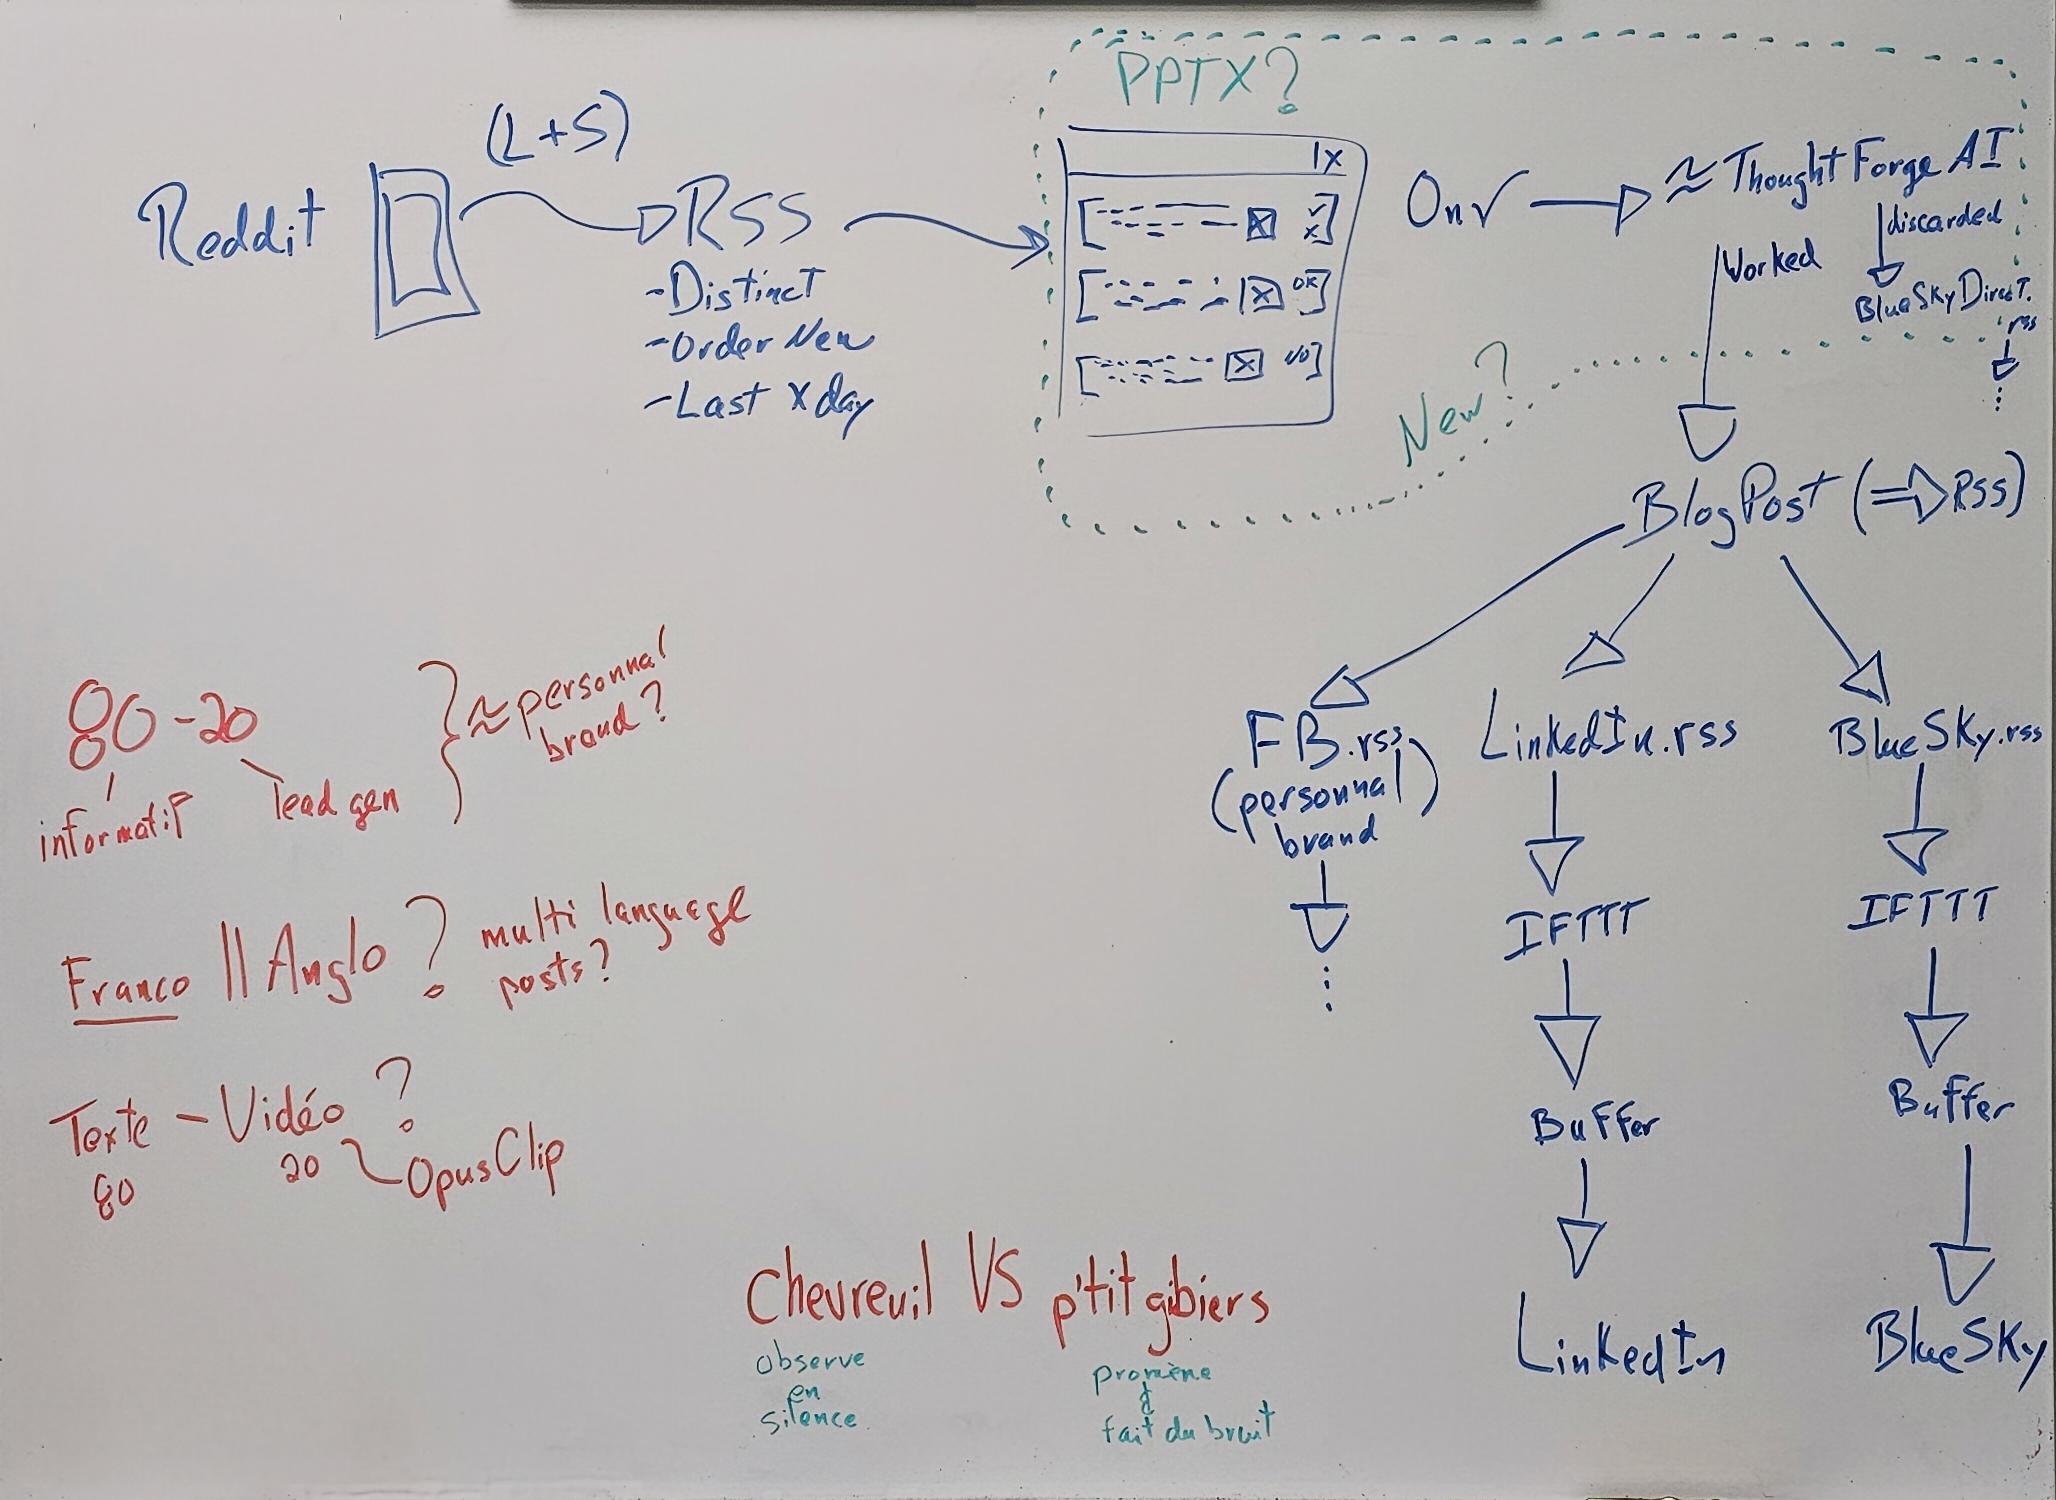 PPTX?
(L+S)
Reddit
RSS
-Distinct
-Order New
-Last X day
1x
OK
NO
On √
≈ ThoughtForgeAI
Worked
discarded
BlueSkyDirect.
rss
New?
BlogPost (⇒RSS)
FB.rss
(personnal)
brand
LinkedIn.rss
IFTTT
Buffer
LinkedIn
BlueSky.rss
IFTTT
Buffer
BlueSky
80-20
informatif
lead gen
≈ personnal
brand?
Franco || Anglo?
multi language
posts?
Texte - Vidéo?
80
20
OpusClip
Chevreuil VS p'tit gibiers
observe
en
silence
promène
&
fait du bruit